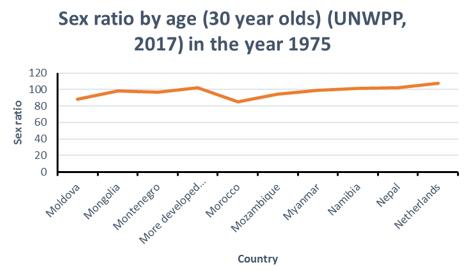 Sex ratio by age (30 year olds) (UNWPP,
2017) in the year 1975
120
100
80
60
40
20
0
Sex ratio
Moldova
Mongolia
Montenegro
More developed...
Morocco
Mozambique
Myanmar
Namibia
Nepal
Netherlands
Country